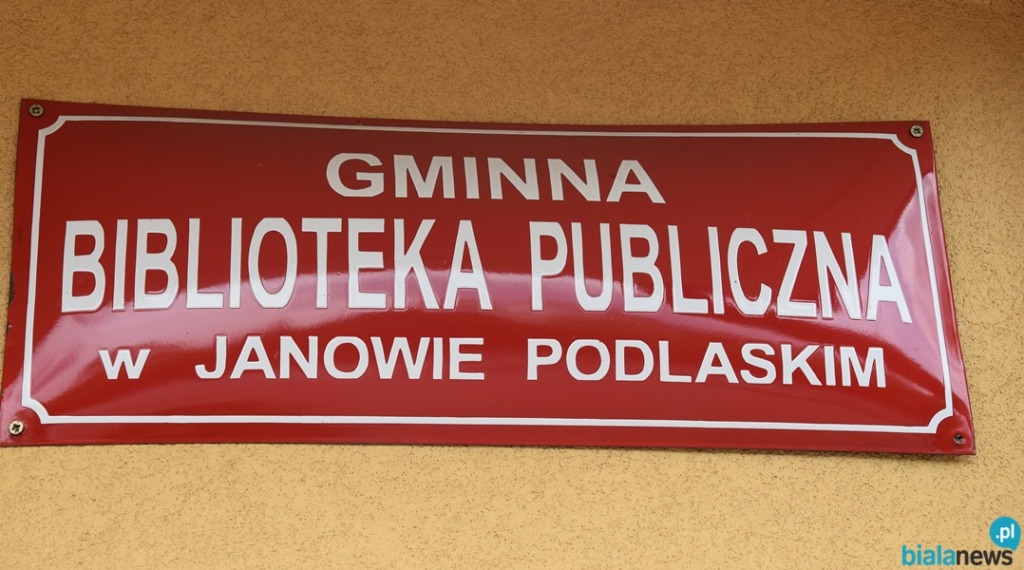 GMINNA
BIBLIOTEKA PUBLICZNA
w JANOWIE PODLASKIM
.pl
bialanews